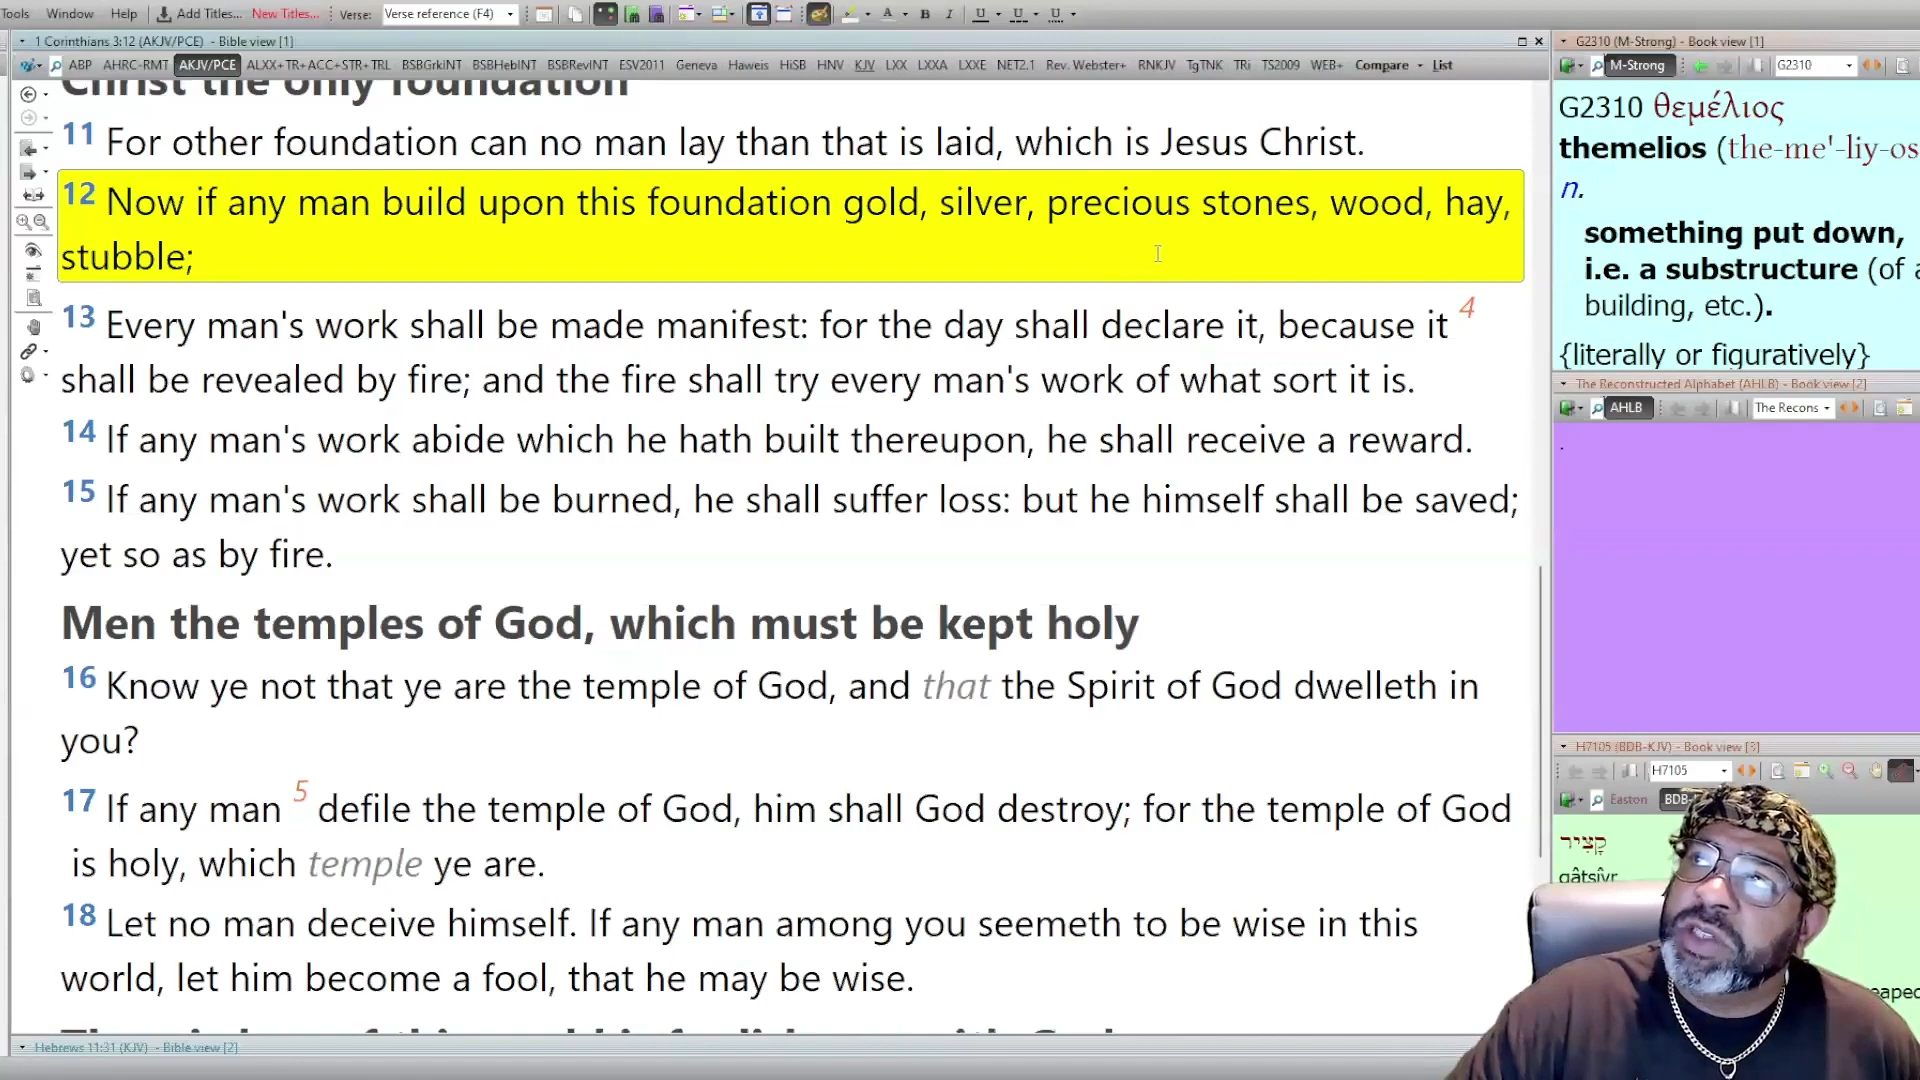 Tools Window Help Add Titles... New Titles... Verse: Verse reference (F4)
1 Corinthians 3:12 (AKJV/PCE) - Bible view [1]
ABP AHRC-RMT AKJV/PCE ALXX+TR+ACC+STR+TRL BSBGrkINT BSBHebINT BSBRevINT ESV2011 Geneva Haweis HiSB HNV KJV LXX LXXA LXXE NET2.1 Rev. Webster+ RNKJV TgTNK TRi TS2009 WEB+ Compare List
Christ the only foundation
11 For other foundation can no man lay than that is laid, which is Jesus Christ.
12 Now if any man build upon this foundation gold, silver, precious stones, wood, hay,
stubble;
13 Every man's work shall be made manifest: for the day shall declare it, because it 4
shall be revealed by fire; and the fire shall try every man's work of what sort it is.
14 If any man's work abide which he hath built thereupon, he shall receive a reward.
15 If any man's work shall be burned, he shall suffer loss: but he himself shall be saved;
yet so as by fire.
Men the temples of God, which must be kept holy
16 Know ye not that ye are the temple of God, and that the Spirit of God dwelleth in
you?
17 If any man 5 defile the temple of God, him shall God destroy; for the temple of God
is holy, which temple ye are.
18 Let no man deceive himself. If any man among you seemeth to be wise in this
world, let him become a fool, that he may be wise.
Hebrews 11:31 (KJV) - Bible view [2]
G2310 (M-Strong) - Book view [1]
M-Strong G2310
G2310 θεμέλιος
themelios (the-me'-liy-os
n.
something put down,
i.e. a substructure (of a
building, etc.).
{literally or figuratively}
The Reconstructed Alphabet (AHLB) - Book view [2]
AHLB The Recons
.
H7105 (BDB-KJV) - Book view [3]
H7105
Easton BDB-
קָצִיר
qâtsîyr